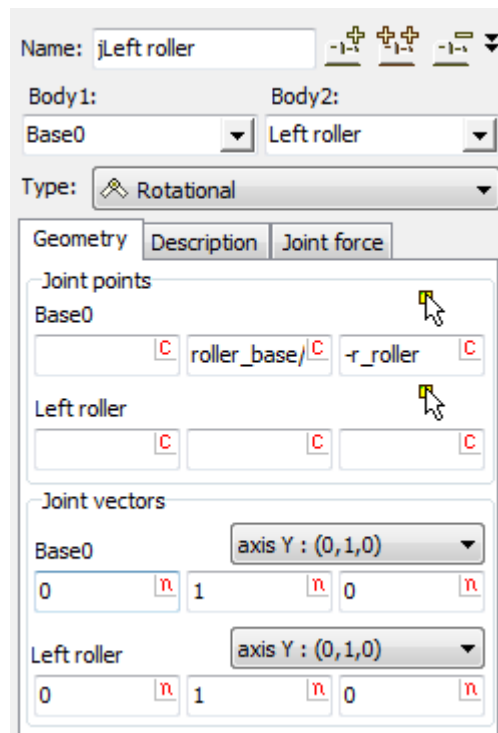 Name: jLeft roller
Body1: Body2:
Base0 Left roller
Type: Rotational
Geometry Description Joint force
Joint points
Base0
C roller_base/ C -r_roller C
Left roller
C C C
Joint vectors
Base0 axis Y : (0,1,0)
0 n 1 n 0 n
Left roller axis Y : (0,1,0)
0 n 1 n 0 n